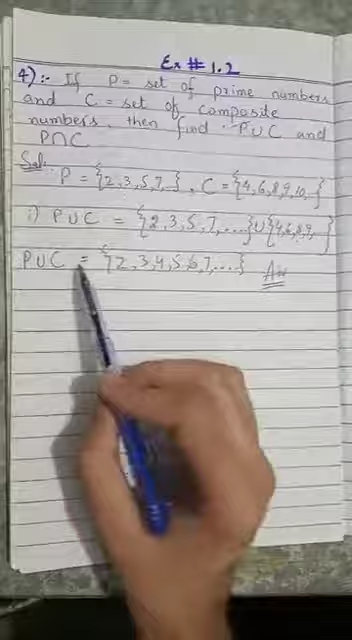 Ex # 1.2
4):- If P = set of prime numbers
and C = set of composite
numbers, then find P∪C and
P∩C
Sol:
P = {2,3,5,7,...}, C = {4,6,8,9,10,...}
i) P∪C = {2,3,5,7,....}∪{4,6,8,9,...}
P∪C = {2,3,4,5,6,7,....} Ans